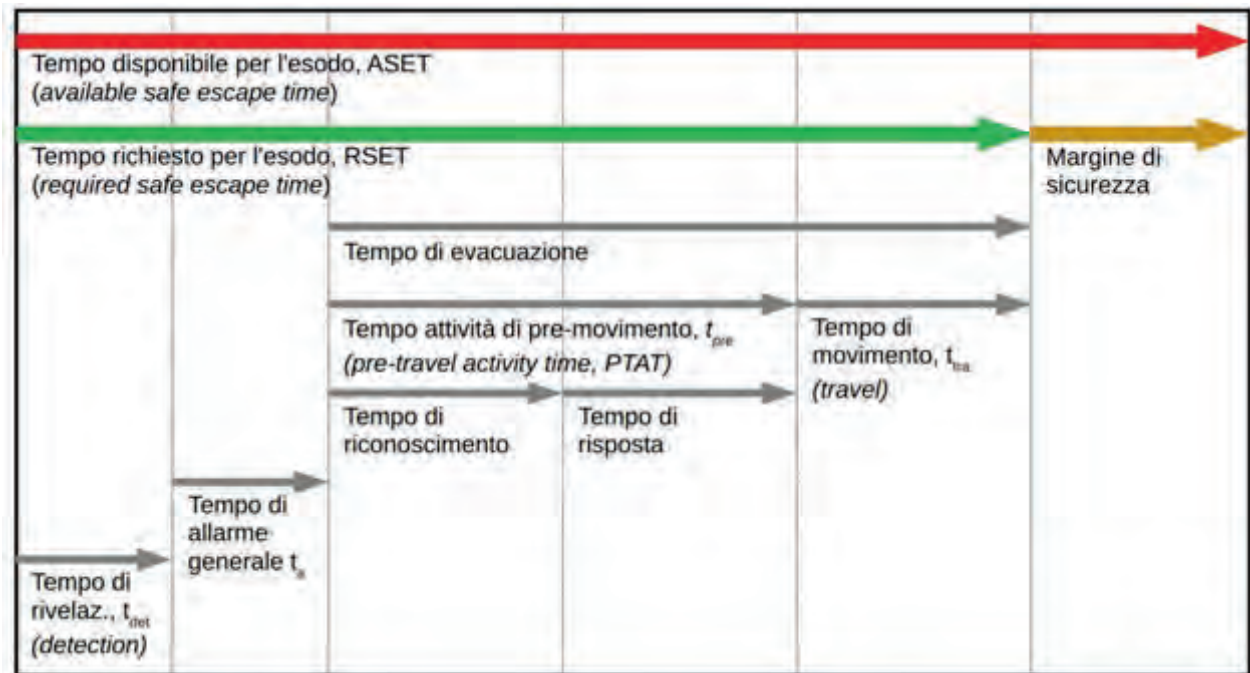 Tempo disponibile per l'esodo, ASET
(available safe escape time)
Tempo richiesto per l'esodo, RSET
(required safe escape time)
Margine di
sicurezza
Tempo di evacuazione
Tempo attività di pre-movimento, tpre
(pre-travel activity time, PTAT)
Tempo di
movimento, ttra
(travel)
Tempo di
riconoscimento
Tempo di
risposta
Tempo di
allarme
generale ta
Tempo di
rivelaz., tdet
(detection)